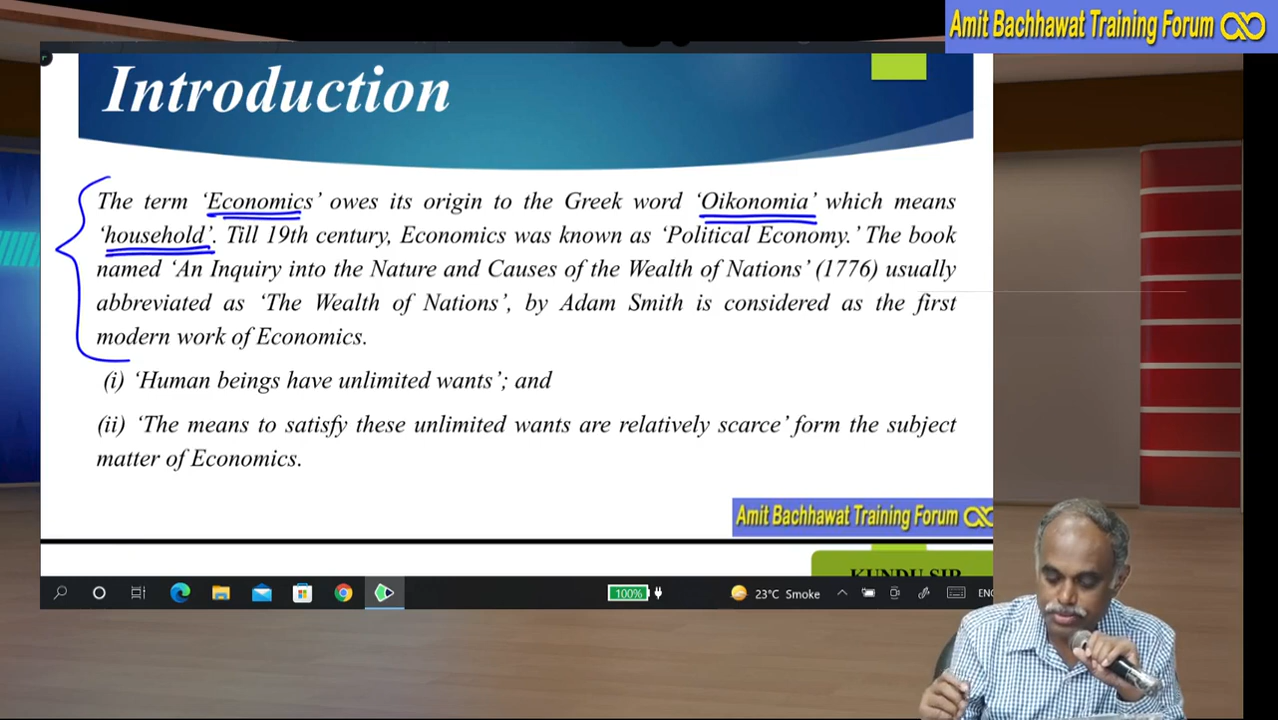 Amit Bachhawat Training Forum
Introduction
The term ‘Economics’ owes its origin to the Greek word ‘Oikonomia’ which means
‘household’. Till 19th century, Economics was known as ‘Political Economy.’ The book
named ‘An Inquiry into the Nature and Causes of the Wealth of Nations’ (1776) usually
abbreviated as ‘The Wealth of Nations’, by Adam Smith is considered as the first
modern work of Economics.
(i) ‘Human beings have unlimited wants’; and
(ii) ‘The means to satisfy these unlimited wants are relatively scarce’ form the subject
matter of Economics.
Amit Bachhawat Training Forum
KUNDU SIR
100%
23°C Smoke
ENG